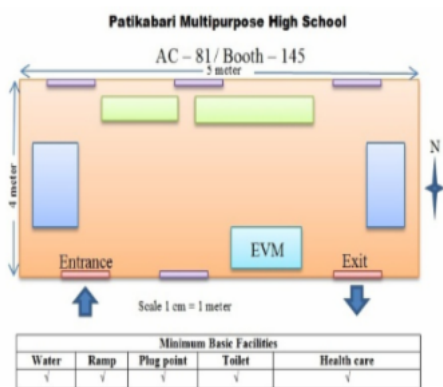 Patikabari Multipurpose High School
AC – 81/ Booth – 145
5 meter
4 meter
N
EVM
Entrance
Exit
Scale 1 cm = 1 meter
Minimum Basic Facilities
Water Ramp Plug point Toilet Health care
√ √ √ √ √